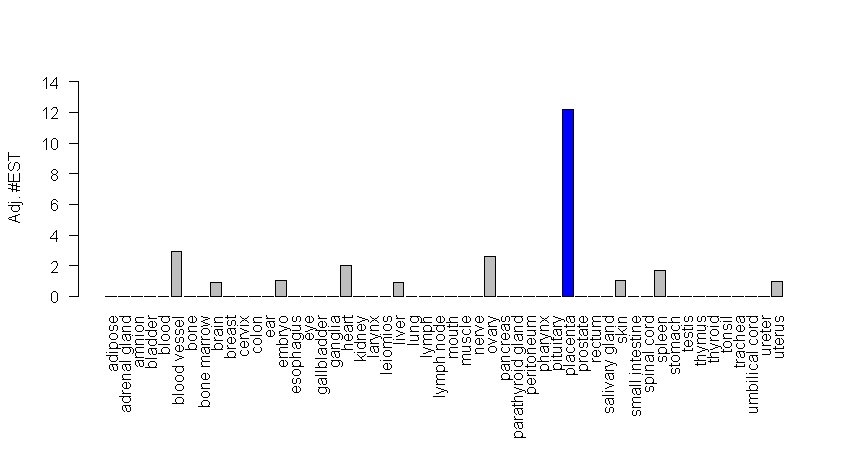 14
12
10
8
6
4
2
0
Adj. #EST
adipose
adrenal gland
amnion
bladder
blood
blood vessel
bone
bone marrow
brain
breast
cervix
colon
ear
embryo
esophagus
eye
gallbladder
ganglia
heart
kidney
larynx
leiomios
liver
lung
lymph
lymph node
mouth
muscle
nerve
ovary
pancreas
parathyroid gland
peritoneum
pharynx
pituitary
placenta
prostate
rectum
salivary gland
skin
small intestine
spinal cord
spleen
stomach
testis
thymus
thyroid
tonsil
trachea
umbilical cord
ureter
uterus